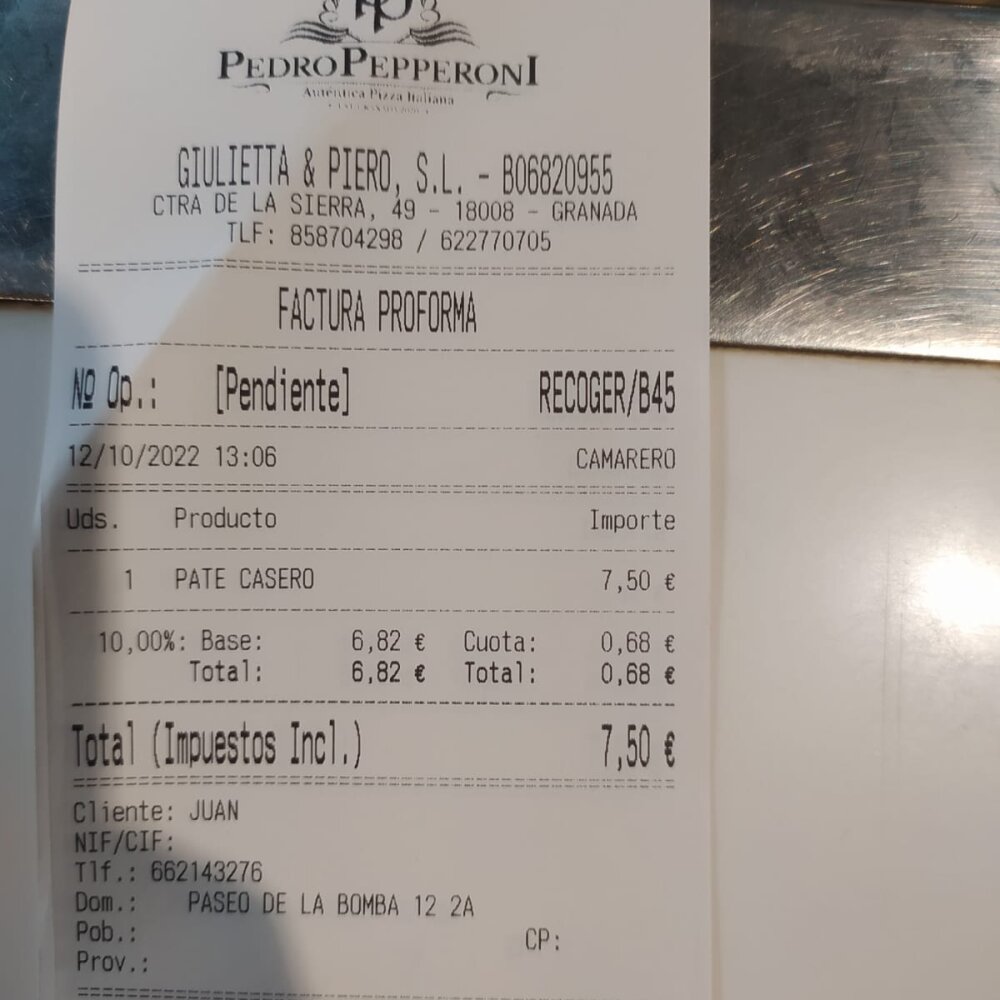 PEDROPEPPERONI
Auténtica Pizza Italiana
GIULIETTA & PIERO, S.L. - B06820955
CTRA DE LA SIERRA, 49 - 18008 - GRANADA
TLF: 858704298 / 622770705
FACTURA PROFORMA
Nº Op.: [Pendiente] RECOGER/B45
12/10/2022 13:06 CAMARERO
Uds. Producto Importe
1 PATE CASERO 7,50 €
10,00%: Base: 6,82 € Cuota: 0,68 €
Total: 6,82 € Total: 0,68 €
Total (Impuestos Incl.) 7,50 €
Cliente: JUAN
NIF/CIF:
Tlf.: 662143276
Dom.: PASEO DE LA BOMBA 12 2A
Pob.: CP:
Prov.: